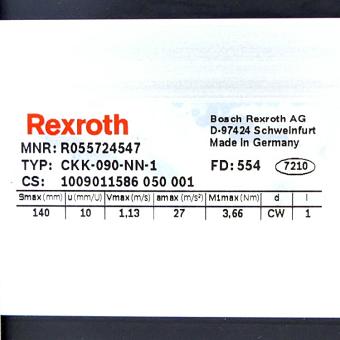 Rexroth
Bosch Rexroth AG
D-97424 Schweinfurt
Made in Germany
MNR: R055724547
TYP: CKK-090-NN-1 FD: 554 7210
CS: 1009011586 050 001
Smax (mm) u (mm/U) Vmax (m/s) amax (m/s²) M1max (Nm) d i
140 10 1,13 27 3,66 CW 1